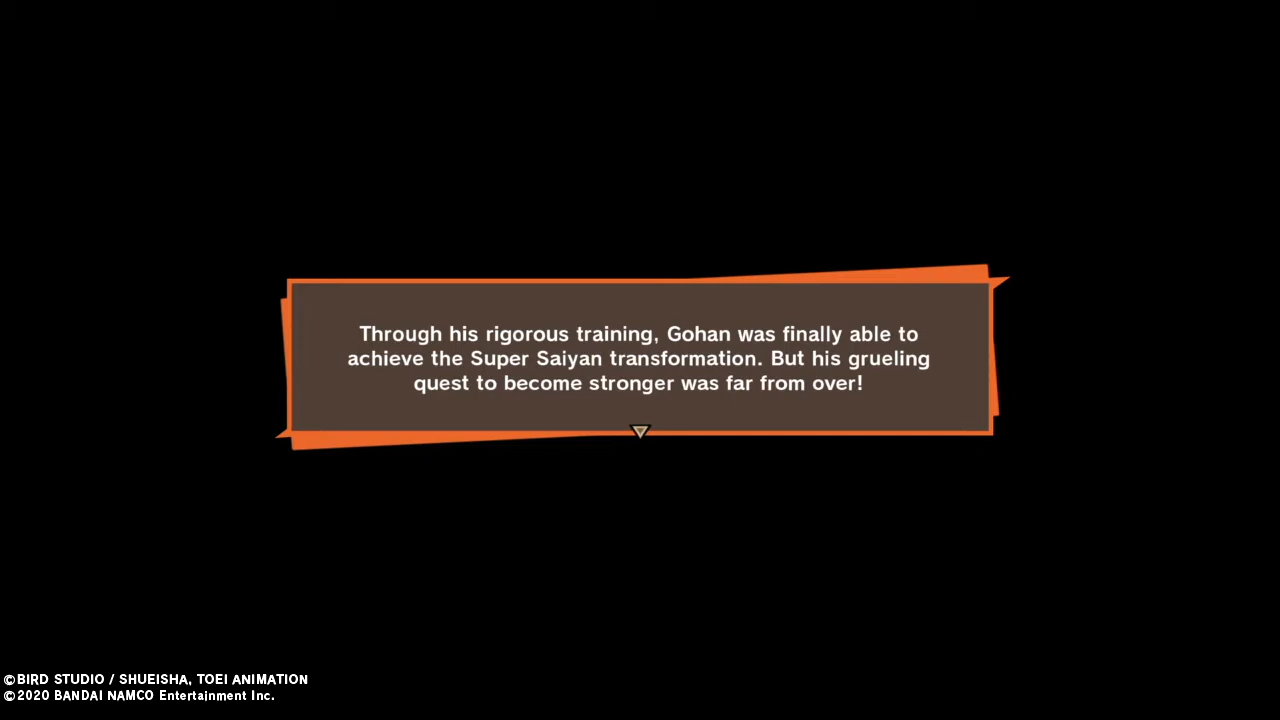 Through his rigorous training, Gohan was finally able to
achieve the Super Saiyan transformation. But his grueling
quest to become stronger was far from over!
©BIRD STUDIO / SHUEISHA, TOEI ANIMATION
©2020 BANDAI NAMCO Entertainment Inc.